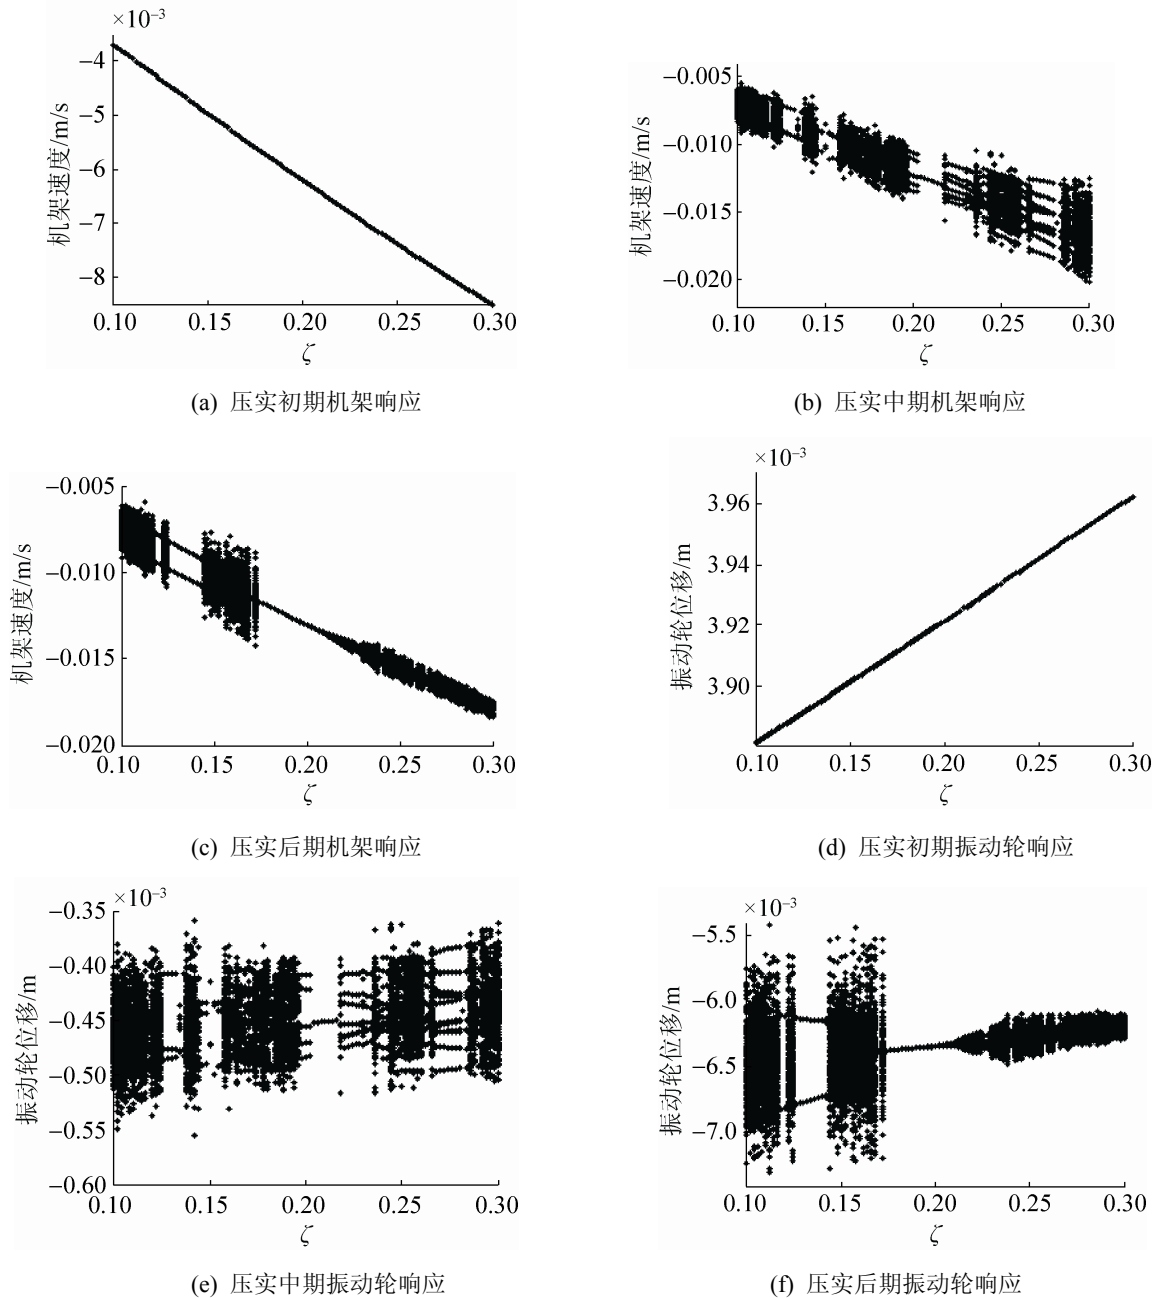 ×10⁻³
−4
−5
−6
−7
−8
机架速度/m/s
0.10 0.15 0.20 0.25 0.30
ζ
(a) 压实初期机架响应
−0.005
−0.010
−0.015
−0.020
机架速度/m/s
0.10 0.15 0.20 0.25 0.30
ζ
(b) 压实中期机架响应
−0.005
−0.010
−0.015
−0.020
机架速度/m/s
0.10 0.15 0.20 0.25 0.30
ζ
(c) 压实后期机架响应
×10⁻³
3.96
3.94
3.92
3.90
振动轮位移/m
0.10 0.15 0.20 0.25 0.30
ζ
(d) 压实初期振动轮响应
×10⁻³
−0.35
−0.40
−0.45
−0.50
−0.55
−0.60
振动轮位移/m
0.10 0.15 0.20 0.25 0.30
ζ
(e) 压实中期振动轮响应
×10⁻³
−5.5
−6.0
−6.5
−7.0
振动轮位移/m
0.10 0.15 0.20 0.25 0.30
ζ
(f) 压实后期振动轮响应